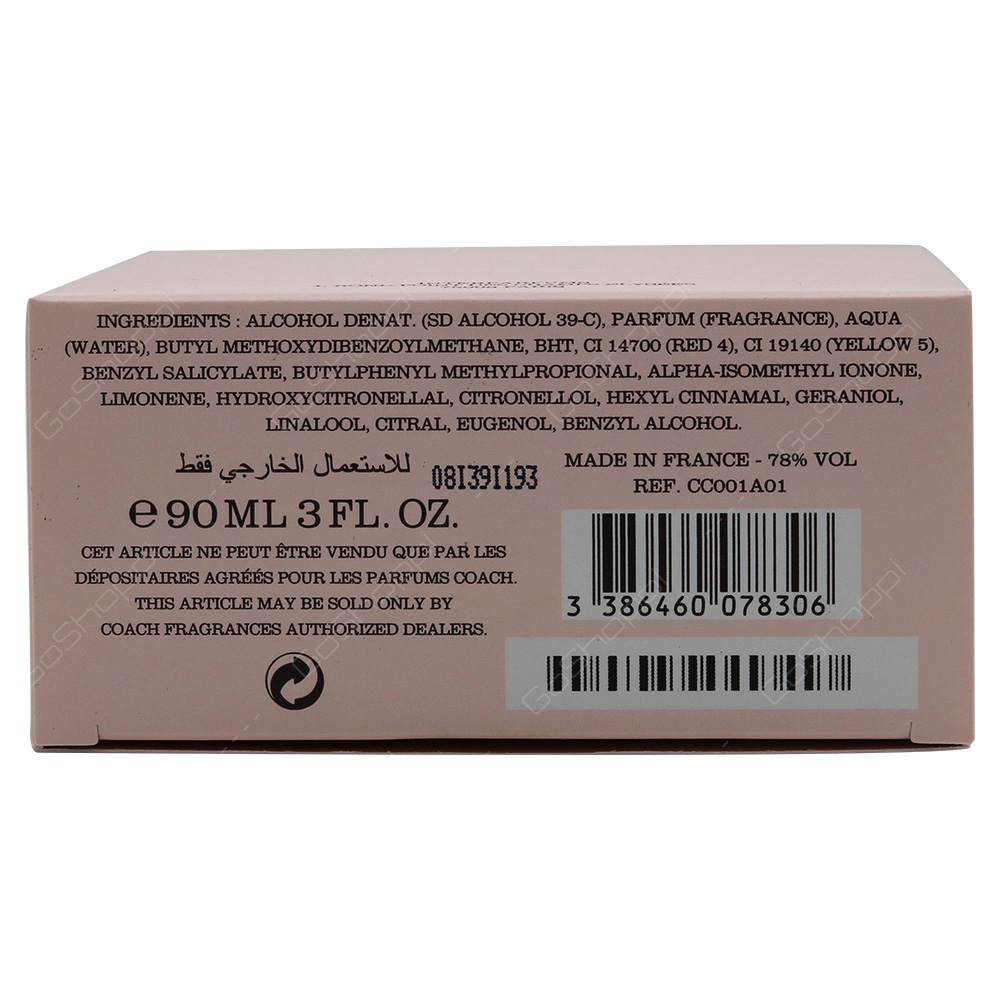 INGREDIENTS : ALCOHOL DENAT. (SD ALCOHOL 39-C), PARFUM (FRAGRANCE), AQUA
(WATER), BUTYL METHOXYDIBENZOYLMETHANE, BHT, CI 14700 (RED 4), CI 19140 (YELLOW 5),
BENZYL SALICYLATE, BUTYLPHENYL METHYLPROPIONAL, ALPHA-ISOMETHYL IONONE,
LIMONENE, HYDROXYCITRONELLAL, CITRONELLOL, HEXYL CINNAMAL, GERANIOL,
LINALOOL, CITRAL, EUGENOL, BENZYL ALCOHOL.
للاستعمال الخارجي فقط
081391193
MADE IN FRANCE - 78% VOL
REF. CC001A01
e 90 ML 3 FL. OZ.
CET ARTICLE NE PEUT ÊTRE VENDU QUE PAR LES
DÉPOSITAIRES AGRÉÉS POUR LES PARFUMS COACH.
THIS ARTICLE MAY BE SOLD ONLY BY
COACH FRAGRANCES AUTHORIZED DEALERS.
3 386460 078306
GoShoppi